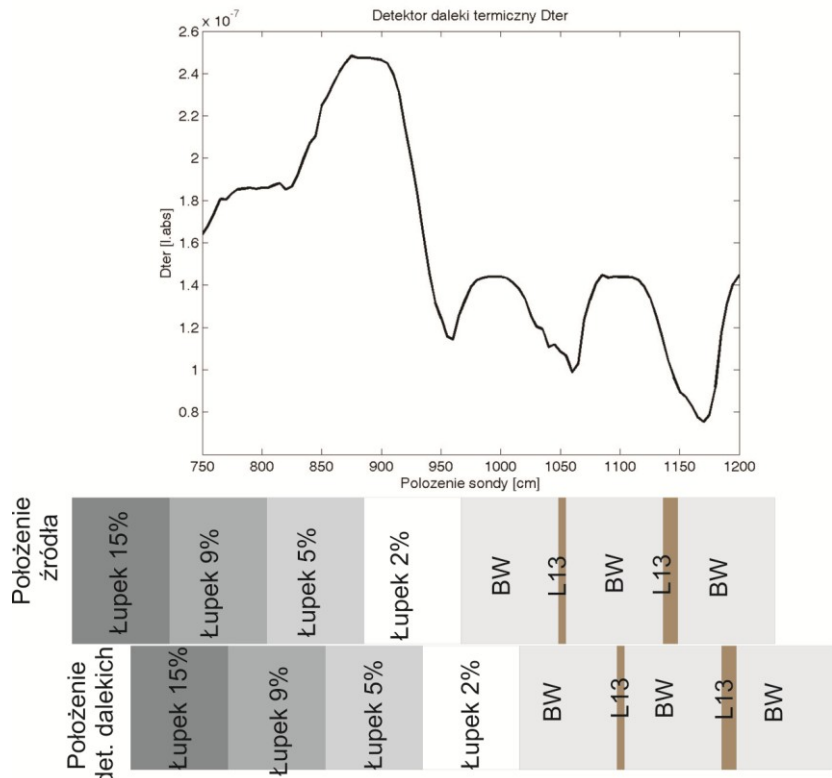 Detektor daleki termiczny Dter
x 10⁻⁷
2.6
2.4
2.2
2
1.8
1.6
1.4
1.2
1
0.8
Dter [l.abs]
750 800 850 900 950 1000 1050 1100 1150 1200
Polozenie sondy [cm]
Położenie
źródła
Łupek 15%
Łupek 9%
Łupek 5%
Łupek 2%
BW
L13
BW
L13
BW
Położenie
det. dalekich
Łupek 15%
Łupek 9%
Łupek 5%
Łupek 2%
BW
L13
BW
L13
BW